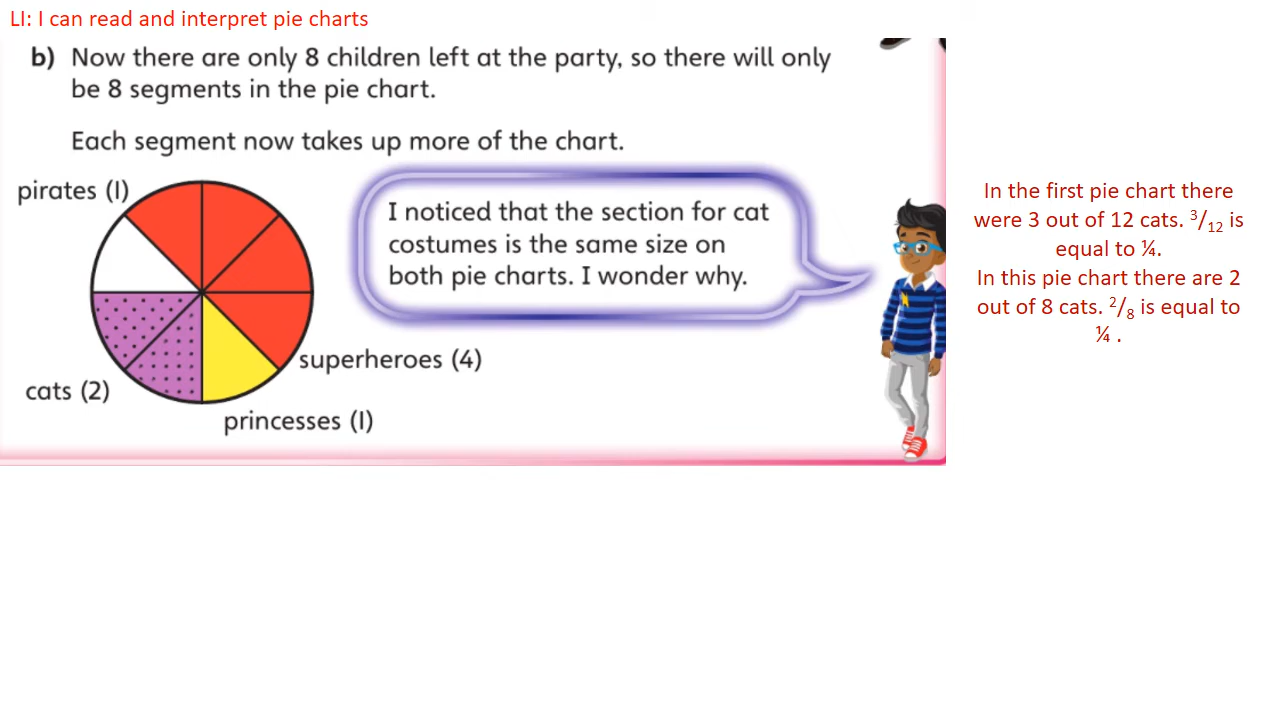 LI: I can read and interpret pie charts
b) Now there are only 8 children left at the party, so there will only
be 8 segments in the pie chart.
Each segment now takes up more of the chart.
pirates (1)
I noticed that the section for cat
costumes is the same size on
both pie charts. I wonder why.
superheroes (4)
cats (2)
princesses (1)
In the first pie chart there
were 3 out of 12 cats. ³/₁₂ is
equal to ¼.
In this pie chart there are 2
out of 8 cats. ²/₈ is equal to
¼ .